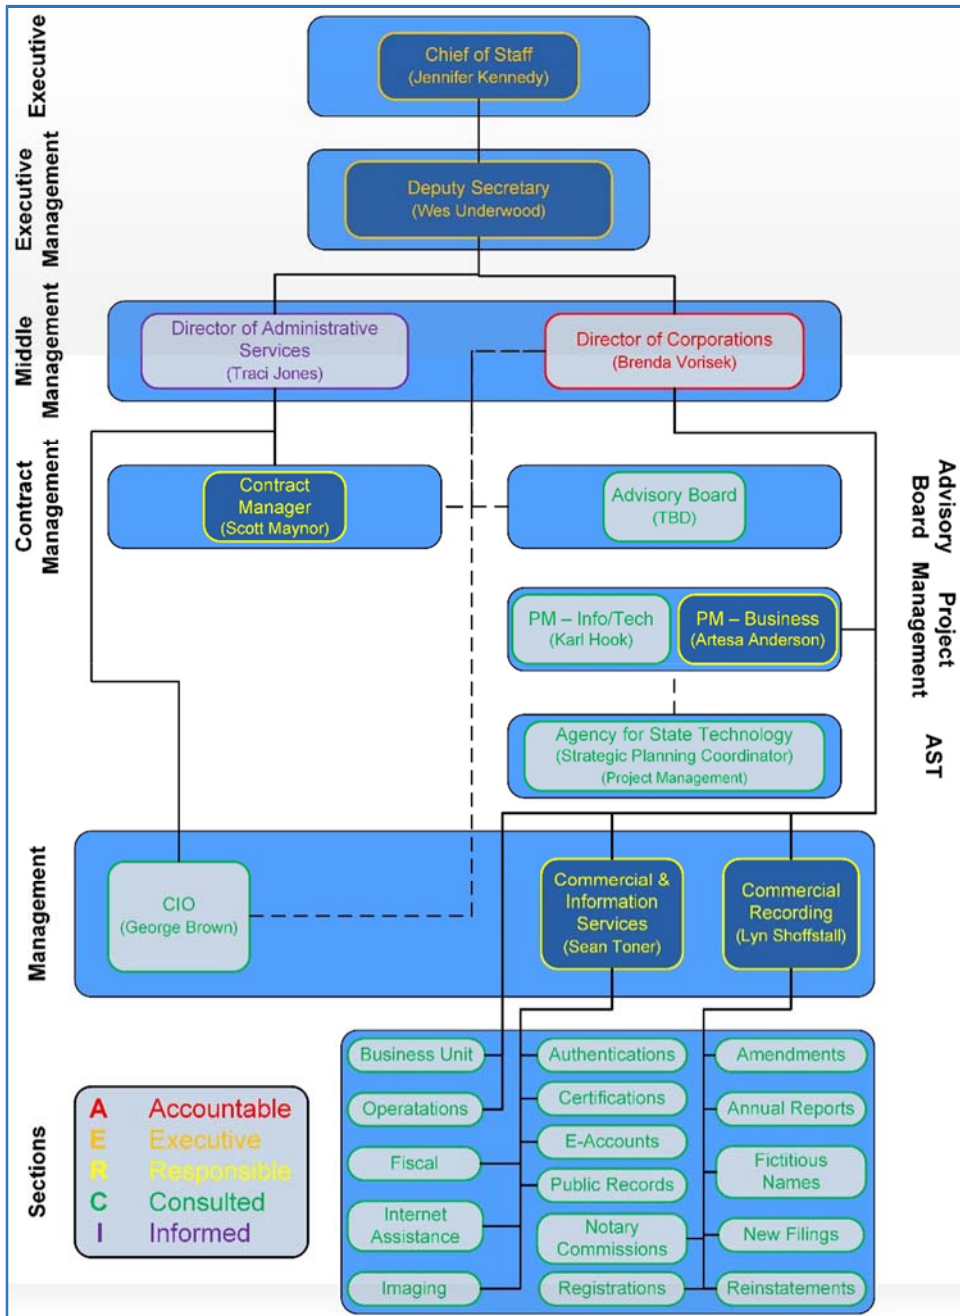 Executive
Chief of Staff
(Jennifer Kennedy)
Executive
Management
Deputy Secretary
(Wes Underwood)
Middle
Management
Director of Administrative
Services
(Traci Jones)
Director of Corporations
(Brenda Vorisek)
Contract
Management
Contract
Manager
(Scott Maynor)
Advisory Board
(TBD)
Advisory
Board
PM – Info/Tech
(Karl Hook)
PM – Business
(Artesa Anderson)
Project
Management
Agency for State Technology
(Strategic Planning Coordinator)
(Project Management)
AST
Management
CIO
(George Brown)
Commercial &
Information
Services
(Sean Toner)
Commercial
Recording
(Lyn Shoffstall)
Sections
A Accountable
E Executive
R Responsible
C Consulted
I Informed
Business Unit
Operatations
Fiscal
Internet
Assistance
Imaging
Authentications
Certifications
E-Accounts
Public Records
Notary
Commissions
Registrations
Amendments
Annual Reports
Fictitious
Names
New Filings
Reinstatements